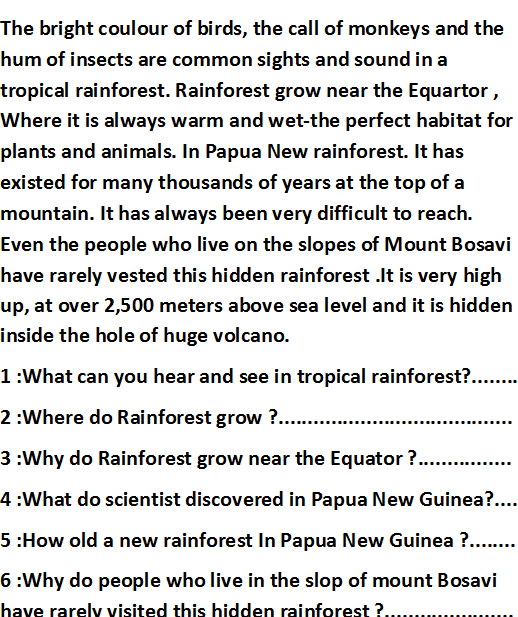 The bright coulour of birds, the call of monkeys and the
hum of insects are common sights and sound in a
tropical rainforest. Rainforest grow near the Equartor ,
Where it is always warm and wet-the perfect habitat for
plants and animals. In Papua New rainforest. It has
existed for many thousands of years at the top of a
mountain. It has always been very difficult to reach.
Even the people who live on the slopes of Mount Bosavi
have rarely vested this hidden rainforest .It is very high
up, at over 2,500 meters above sea level and it is hidden
inside the hole of huge volcano.
1 :What can you hear and see in tropical rainforest?........
2 :Where do Rainforest grow ?........................................
3 :Why do Rainforest grow near the Equator ?................
4 :What do scientist discovered in Papua New Guinea?....
5 :How old a new rainforest In Papua New Guinea ?........
6 :Why do people who live in the slop of mount Bosavi
have rarely visited this hidden rainforest ?......................